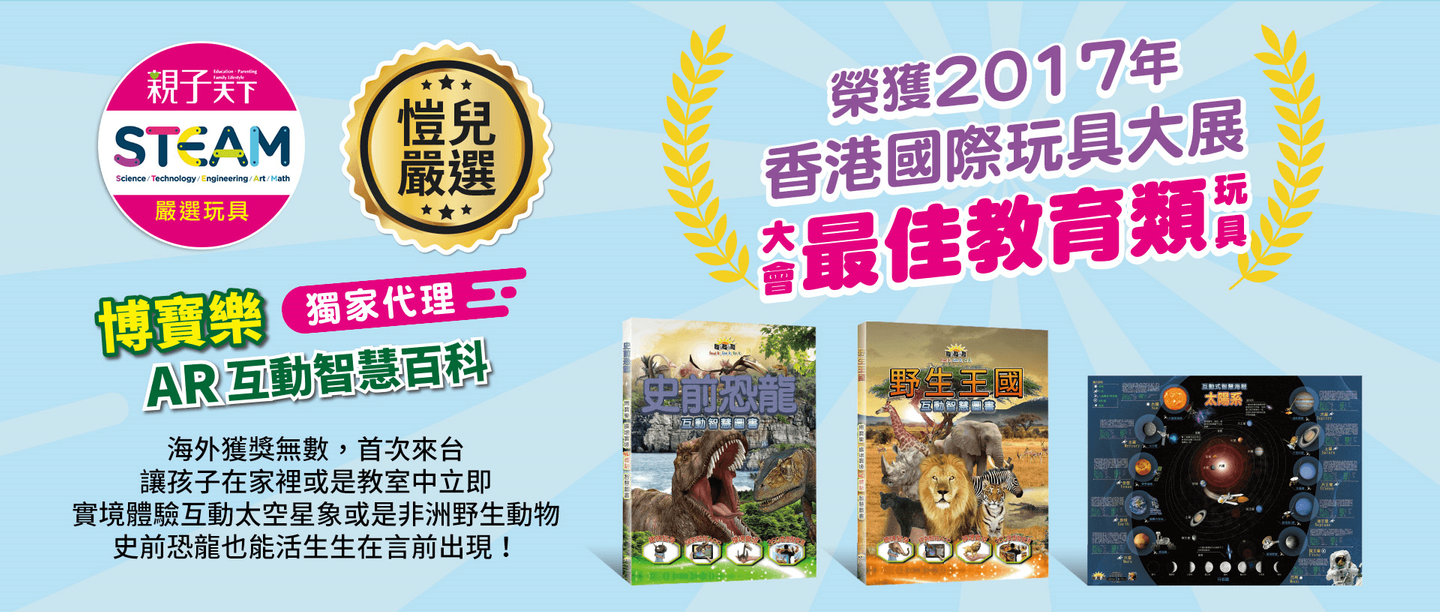 親子天下
Education · Parenting
Family Lifestyle
STEAM
Science / Technology / Engineering / Art / Math
嚴選玩具
愷兒
嚴選
榮獲2017年
香港國際玩具大展
大會最佳教育類玩具
博寶樂
獨家代理
AR互動智慧百科
海外獲獎無數，首次來台
讓孩子在家裡或是教室中立即
實境體驗互動太空星象或是非洲野生動物
史前恐龍也能活生生在言前出現！
史前恐龍
互動智慧圖書
野生王國
互動智慧圖書
互動式智慧海報
太陽系